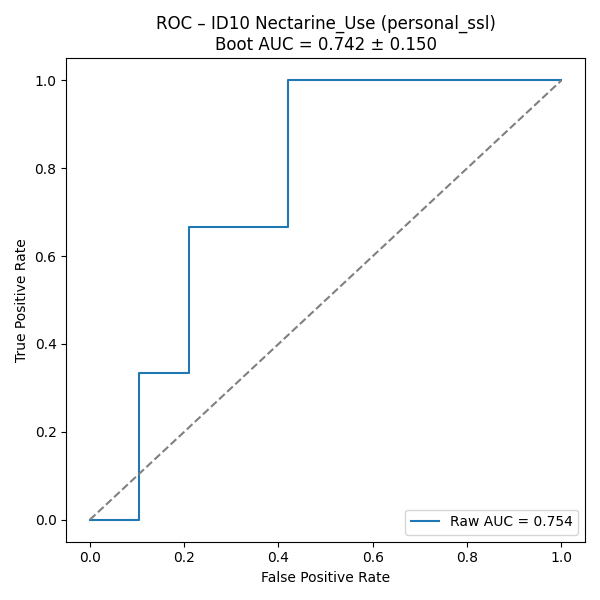 ROC – ID10 Nectarine_Use (personal_ssl)
Boot AUC = 0.742 ± 0.150
1.0
0.8
0.6
0.4
0.2
0.0
True Positive Rate
Raw AUC = 0.754
0.0 0.2 0.4 0.6 0.8 1.0
False Positive Rate